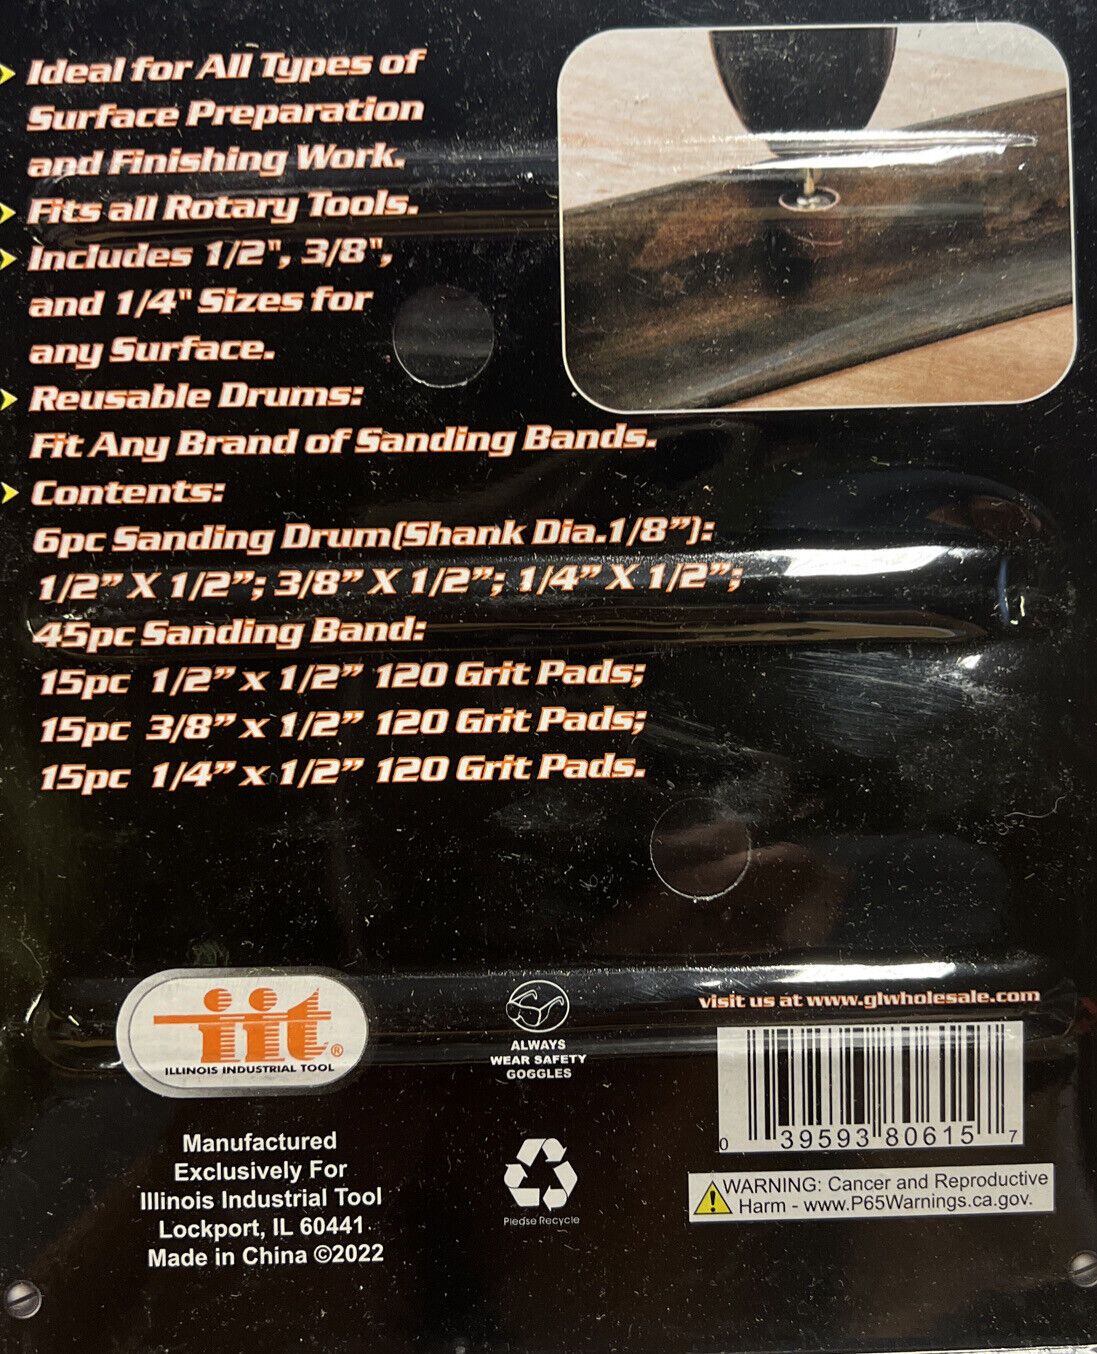 Ideal for All Types of
Surface Preparation
and Finishing Work.
Fits all Rotary Tools.
Includes 1/2", 3/8",
and 1/4" Sizes for
any Surface.
Reusable Drums:
Fit Any Brand of Sanding Bands.
Contents:
6pc Sanding Drum(Shank Dia.1/8”):
1/2” X 1/2”; 3/8” X 1/2”; 1/4” X 1/2”;
45pc Sanding Band:
15pc 1/2” x 1/2” 120 Grit Pads;
15pc 3/8” x 1/2” 120 Grit Pads;
15pc 1/4” x 1/2” 120 Grit Pads.
iit®
ILLINOIS INDUSTRIAL TOOL
Manufactured
Exclusively For
Illinois Industrial Tool
Lockport, IL 60441
Made in China ©2022
ALWAYS
WEAR SAFETY
GOGGLES
Please Recycle
visit us at www.glwholesale.com
0 39593 80615 7
WARNING: Cancer and Reproductive
Harm - www.P65Warnings.ca.gov.